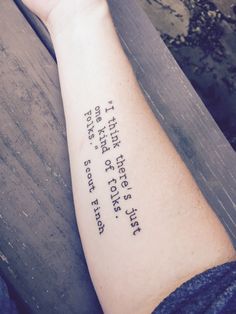 "I think there's just
one kind of folks.
Folks." Scout Finch